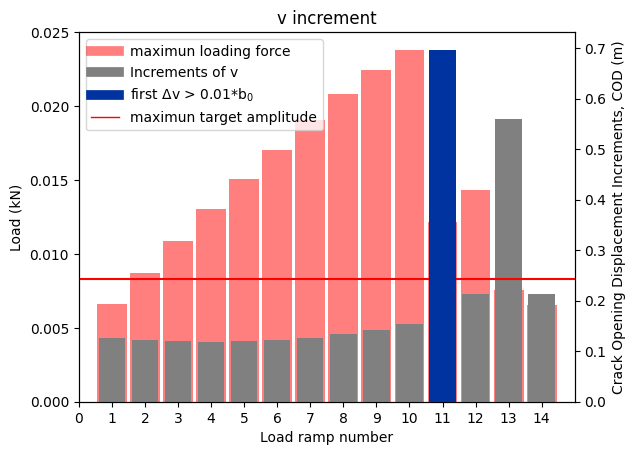 v increment
maximun loading force
Increments of v
first Δv > 0.01*b₀
maximun target amplitude
Load (kN)
0.025
0.020
0.015
0.010
0.005
0.000
Crack Opening Displacement Increments, COD (m)
0.7
0.6
0.5
0.4
0.3
0.2
0.1
0.0
0 1 2 3 4 5 6 7 8 9 10 11 12 13 14
Load ramp number